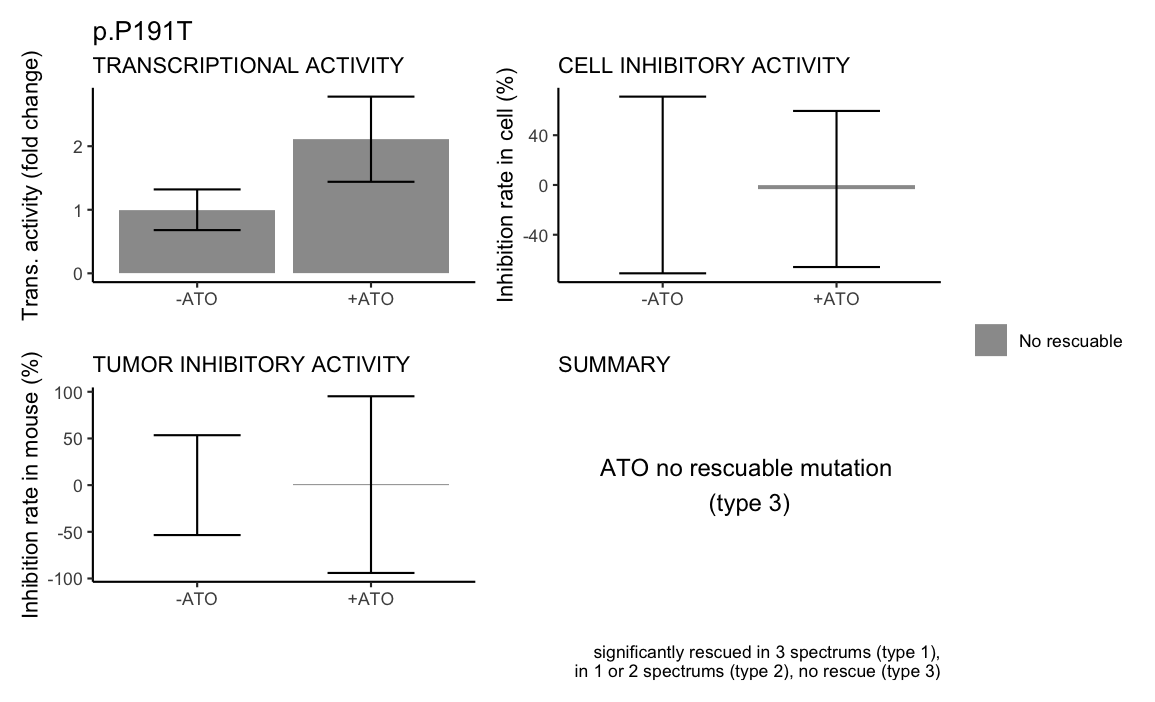 p.P191T
TRANSCRIPTIONAL ACTIVITY
Trans. activity (fold change)
2
1
0
-ATO
+ATO
CELL INHIBITORY ACTIVITY
Inhibition rate in cell (%)
40
0
-40
-ATO
+ATO
No rescuable
TUMOR INHIBITORY ACTIVITY
Inhibition rate in mouse (%)
100
50
0
-50
-100
-ATO
+ATO
SUMMARY
ATO no rescuable mutation
(type 3)
significantly rescued in 3 spectrums (type 1),
in 1 or 2 spectrums (type 2), no rescue (type 3)